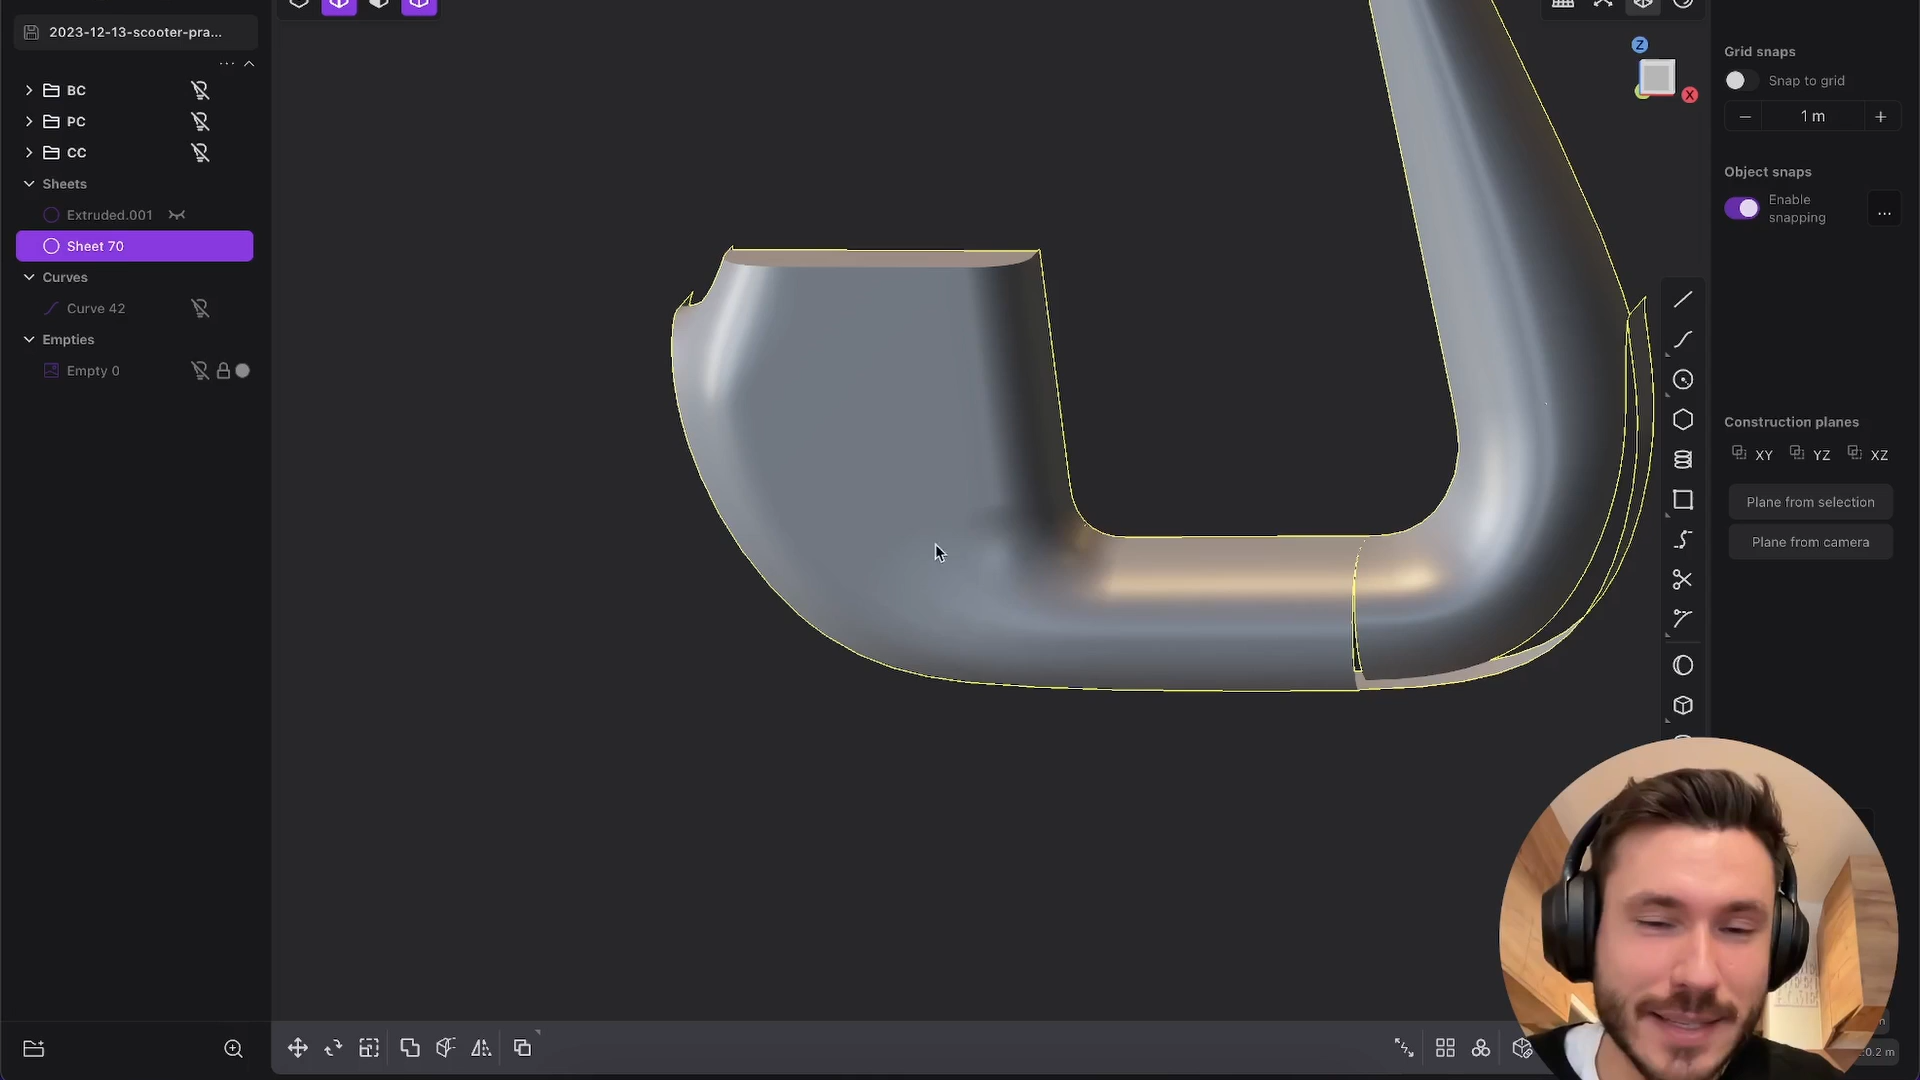 2023-12-13-scooter-pra...
BC
PC
CC
Sheets
Extruded.001
Sheet 70
Curves
Curve 42
Empties
Empty 0
Z
X
Grid snaps
Snap to grid
1 m
Object snaps
Enable
snapping
Construction planes
XY
YZ
XZ
Plane from selection
Plane from camera
0.2 m